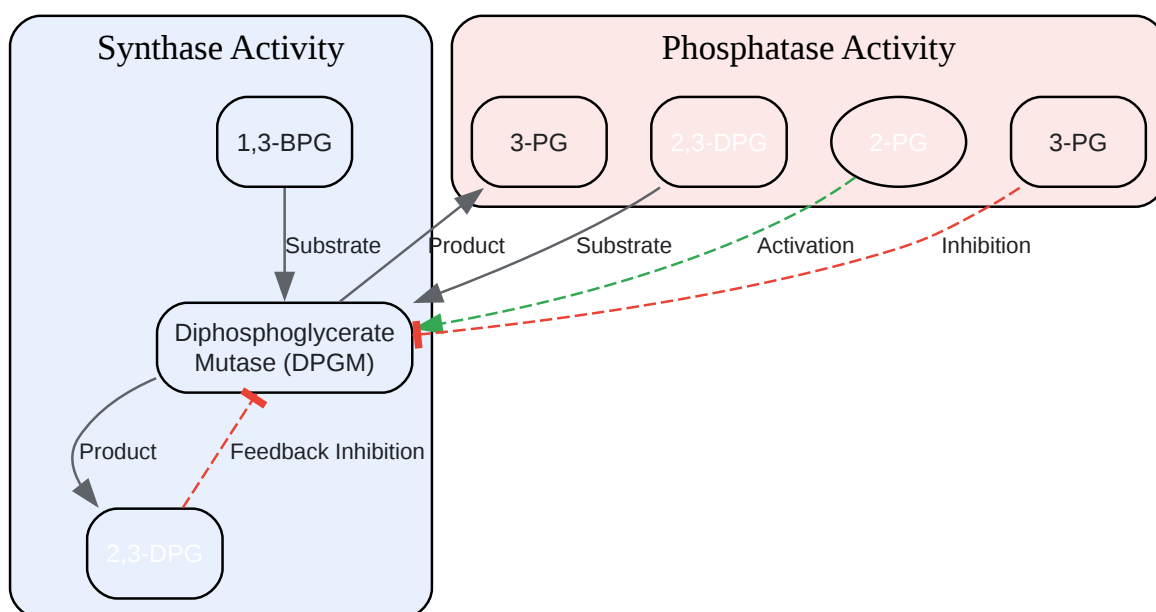 Synthase Activity
Phosphatase Activity
1,3-BPG
3-PG
2,3-DPG
2-PG
3-PG
Substrate
Product
Substrate
Activation
Inhibition
Diphosphoglycerate
Mutase (DPGM)
Product
Feedback Inhibition
2,3-DPG